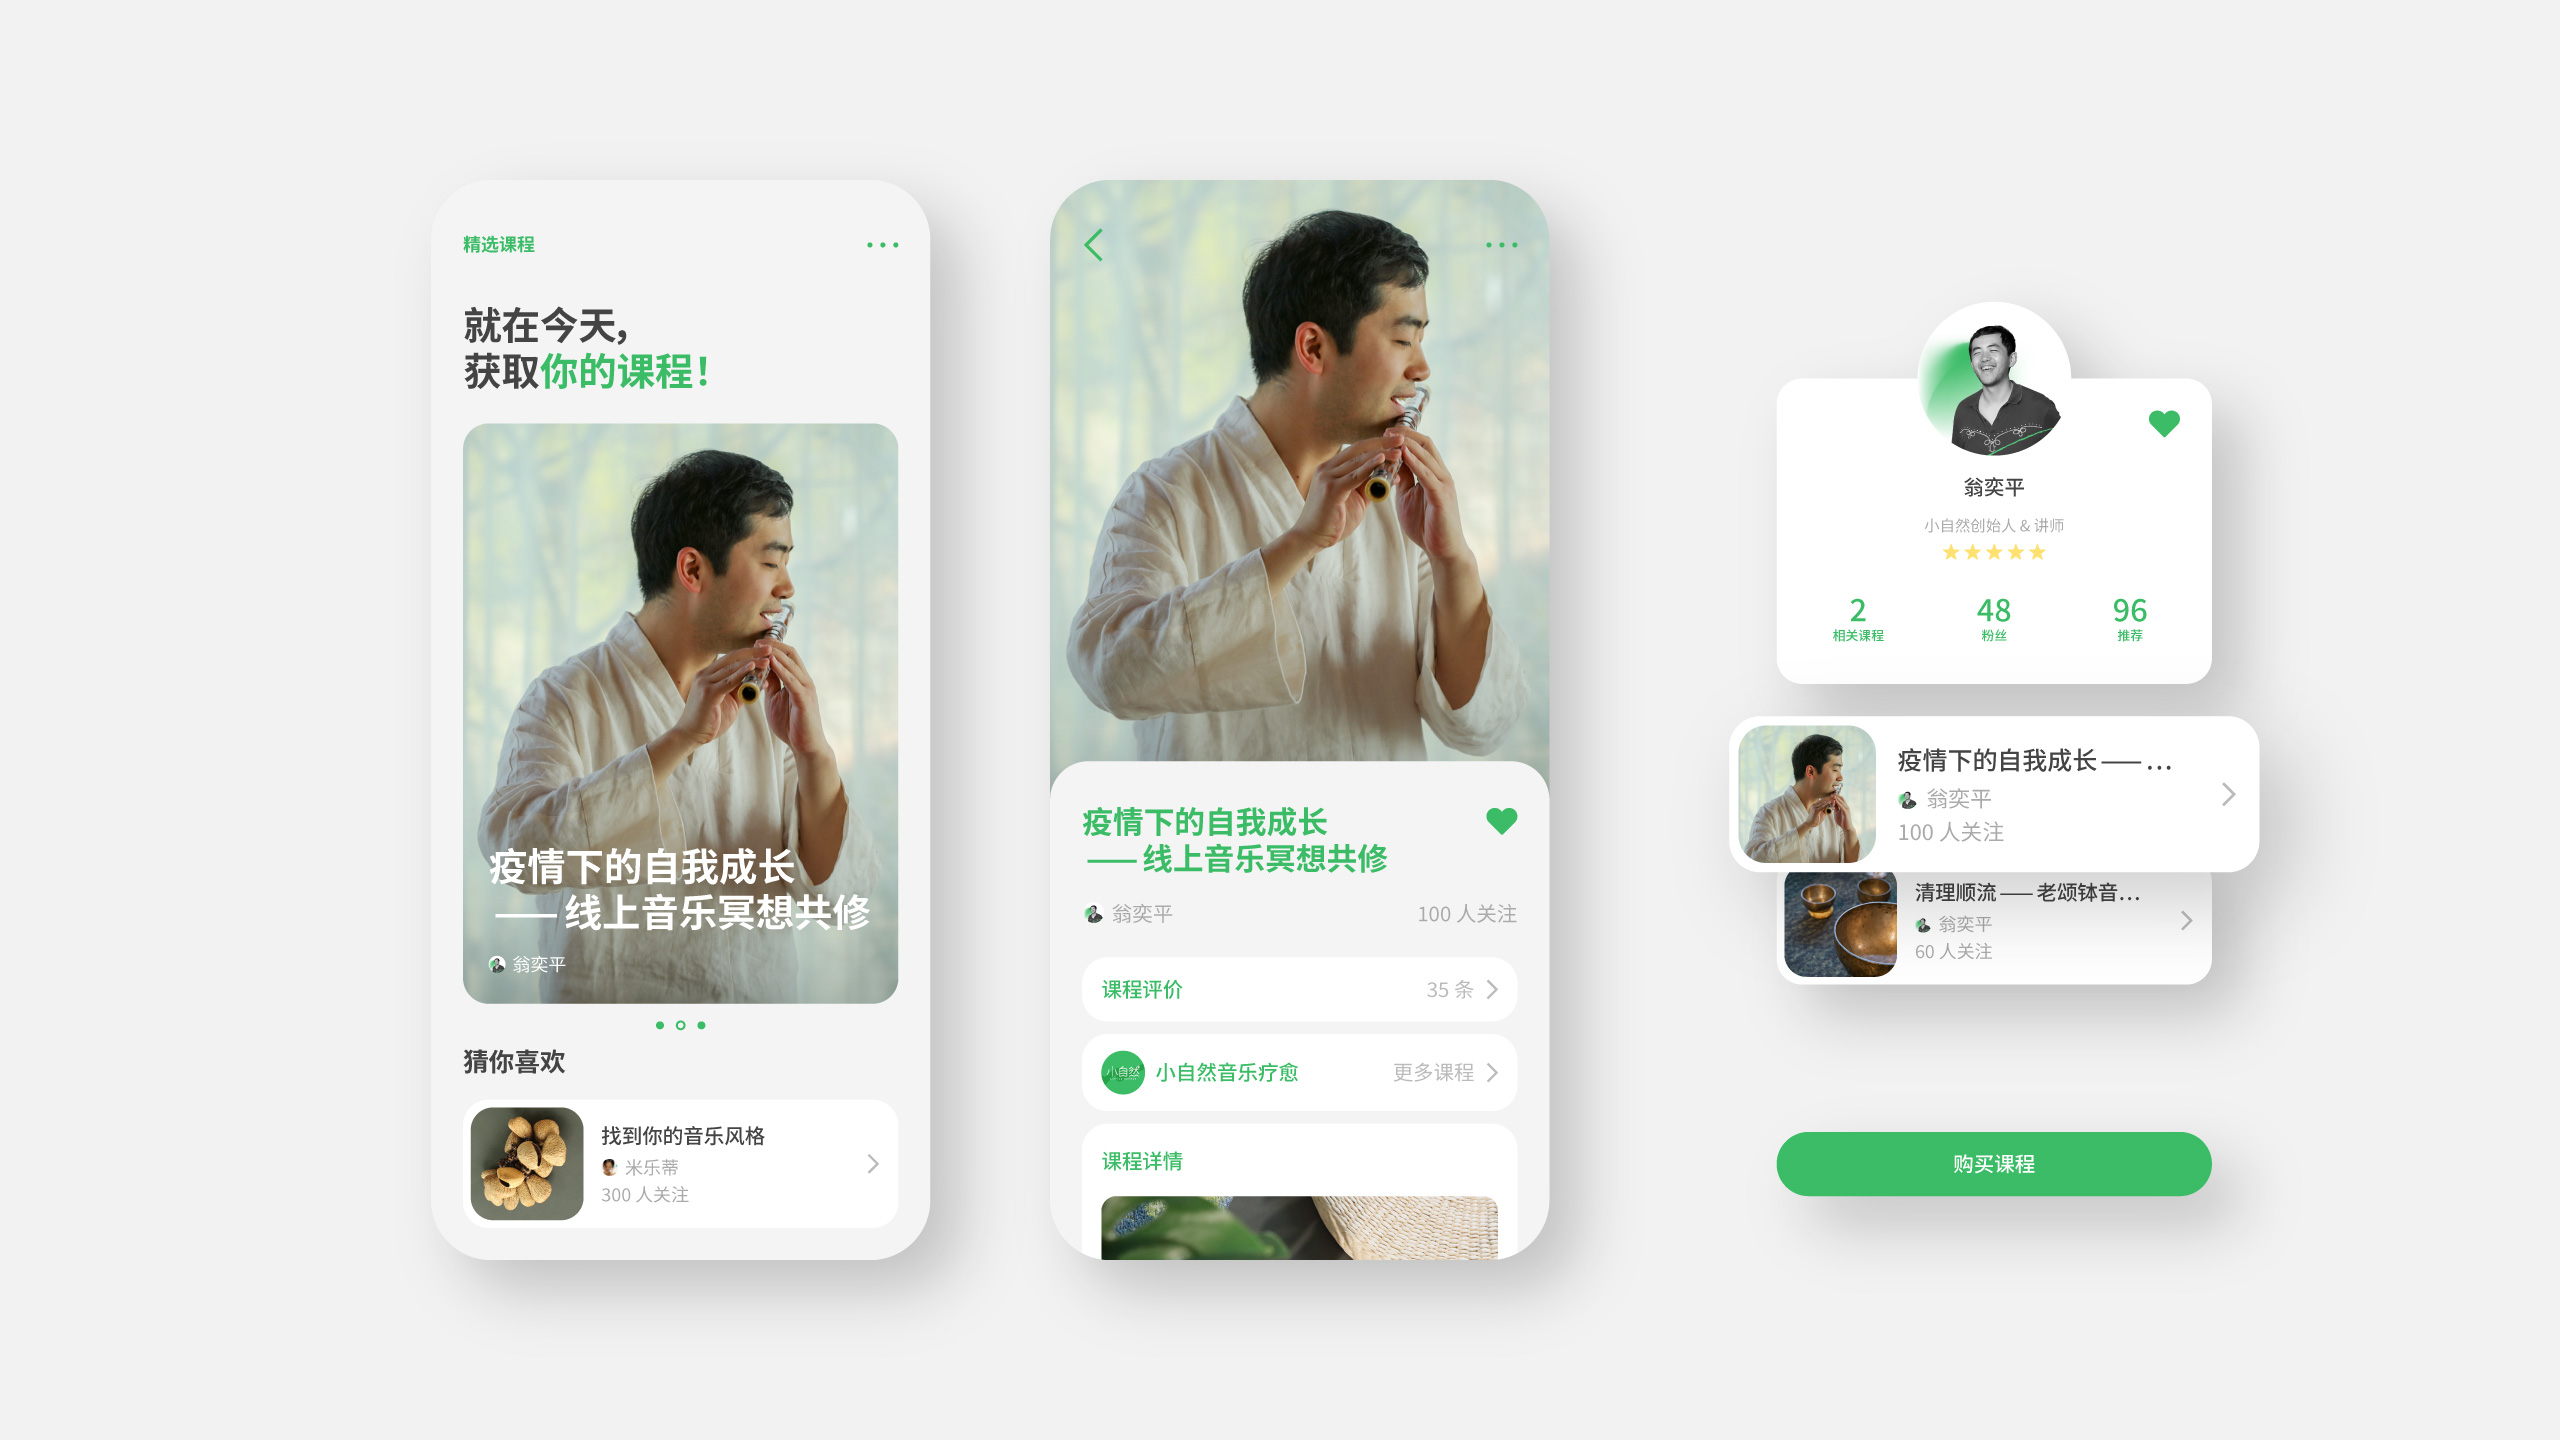 精选课程
就在今天，
获取你的课程！
疫情下的自我成长
—— 线上音乐冥想共修
翁奕平
猜你喜欢
找到你的音乐风格
米乐蒂
300 人关注
疫情下的自我成长
—— 线上音乐冥想共修
翁奕平
100 人关注
课程评价
35 条
小自然
小自然音乐疗愈
更多课程
课程详情
翁奕平
小自然创始人 & 讲师
2
相关课程
48
粉丝
96
推荐
疫情下的自我成长 —— …
翁奕平
100 人关注
清理顺流 —— 老颂钵音…
翁奕平
60 人关注
购买课程